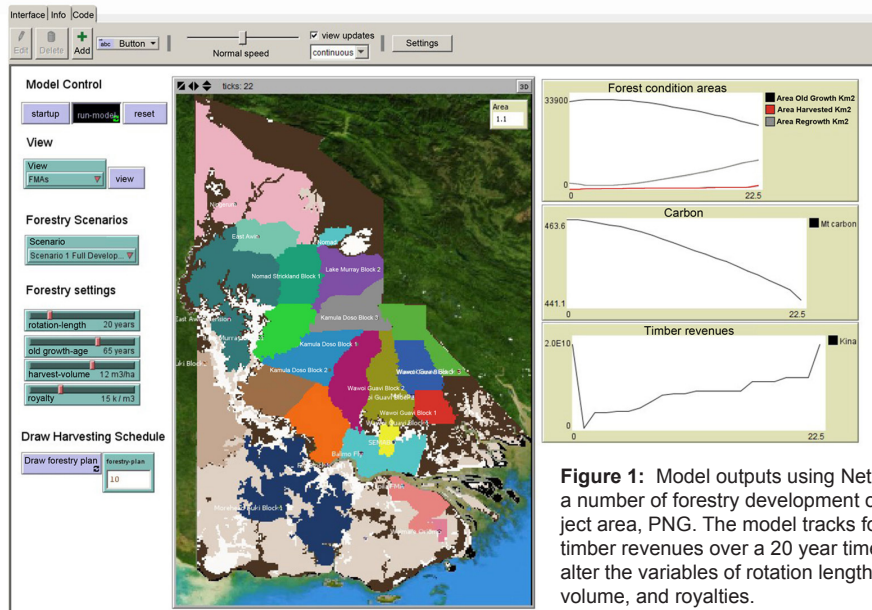 Interface Info Code
Edit Delete Add abc Button Normal speed view updates continuous Settings
Model Control
startup run-model reset
View
View
FMAs view
Forestry Scenarios
Scenario
Scenario 1 Full Develop...
Forestry settings
rotation-length 20 years
old growth-age 65 years
harvest-volume 12 m3/ha
royalty 15 k / m3
Draw Harvesting Schedule
Draw forestry plan forestry-plan
10
ticks: 22 3D
Area
1.1
East Awin
Nomad
Nomad Strickland Block 1
Lake Murray Block 2
Kamula Doso Block 3
Kamula Doso Block 1
Kamula Doso Block 2
Wawoi Guavi Block 2
Wawoi Guavi Block 1
Forest condition areas
33900
0
0 22.5
Area Old Growth Km2
Area Harvested Km2
Area Regrowth Km2
Carbon
463.6
441.1
0 22.5
Mt carbon
Timber revenues
2.0E10
0
0 22.5
Kina
Figure 1: Model outputs using Net
a number of forestry development o
ject area, PNG. The model tracks fo
timber revenues over a 20 year time
alter the variables of rotation length
volume, and royalties.